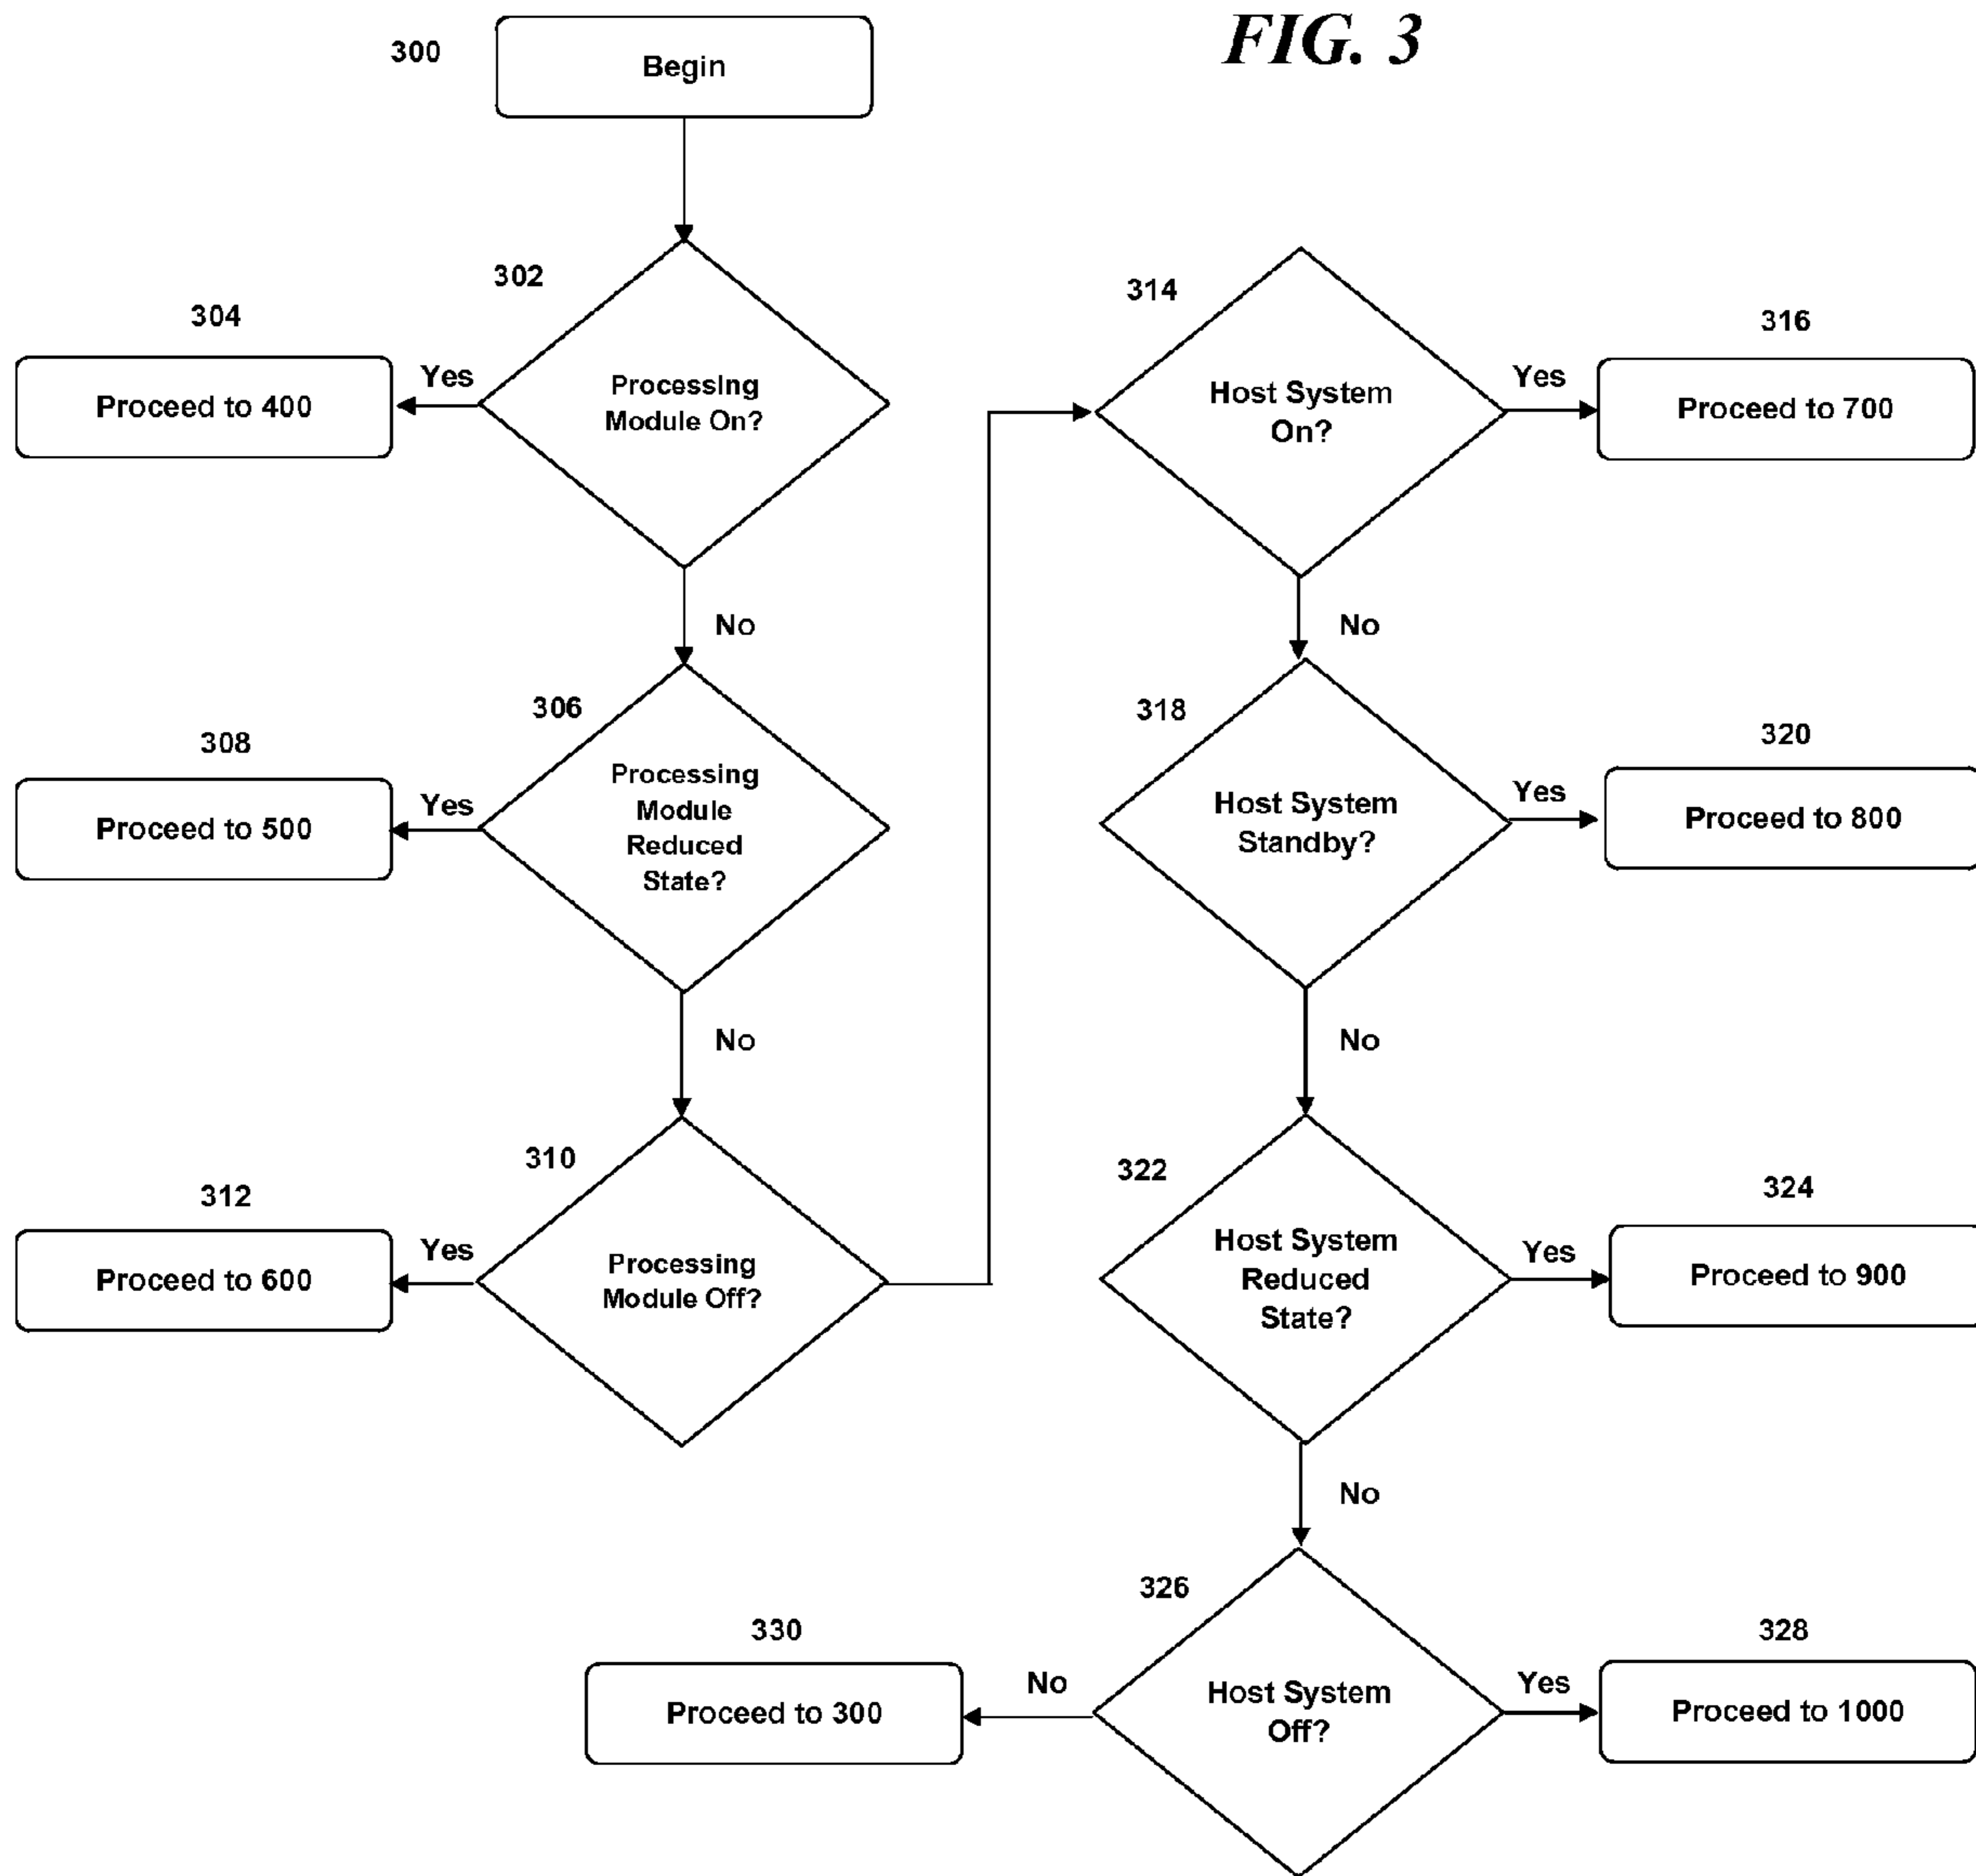 FIG. 3
300
Begin
302
Processing
Module On?
Yes
304
Proceed to 400
No
306
Processing
Module
Reduced
State?
Yes
308
Proceed to 500
No
310
Processing
Module Off?
Yes
312
Proceed to 600
314
Host System
On?
Yes
316
Proceed to 700
No
318
Host System
Standby?
Yes
320
Proceed to 800
No
322
Host System
Reduced
State?
Yes
324
Proceed to 900
No
326
Host System
Off?
Yes
328
Proceed to 1000
No
330
Proceed to 300